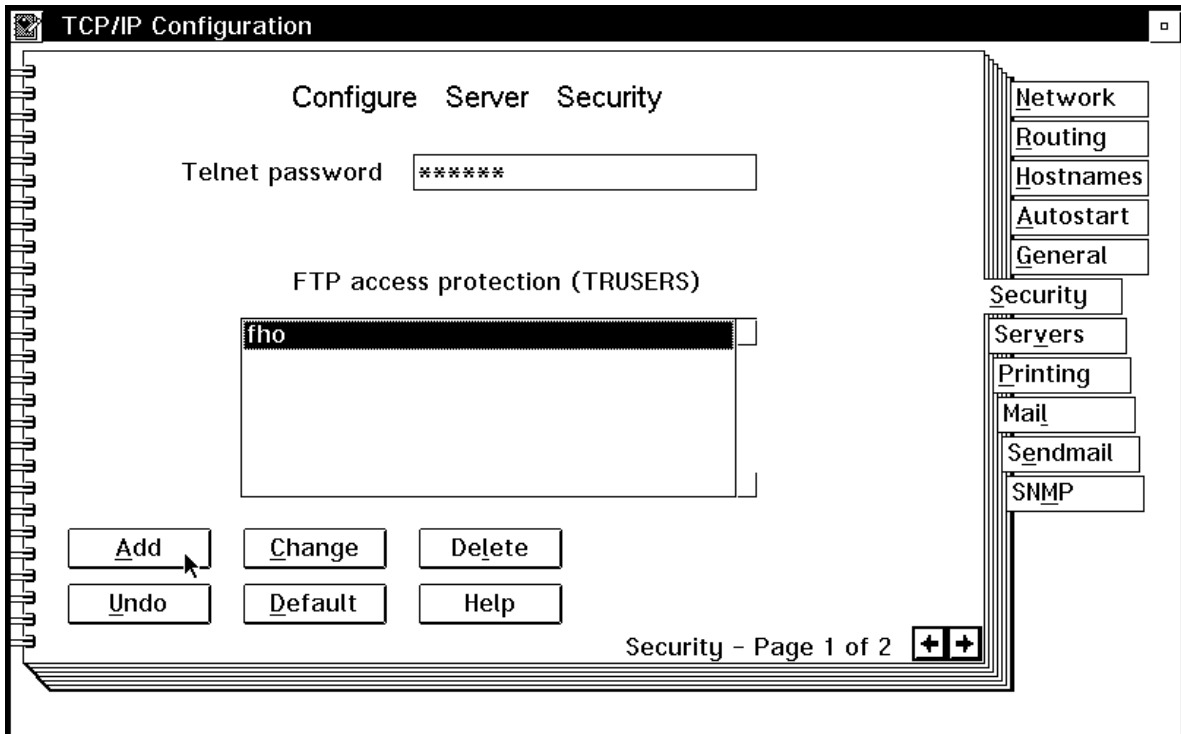 TCP/IP Configuration
Configure Server Security
Telnet password ******
FTP access protection (TRUSERS)
fho
Add Change Delete
Undo Default Help
Security - Page 1 of 2
Network
Routing
Hostnames
Autostart
General
Security
Servers
Printing
Mail
Sendmail
SNMP